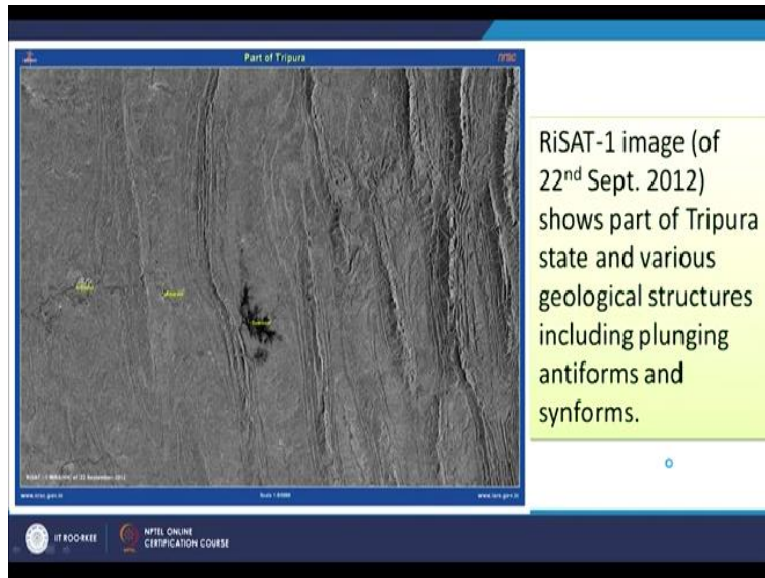 Part of Tripura
nrsc
RiSAT-1 image (of
22nd Sept. 2012)
shows part of Tripura
state and various
geological structures
including plunging
antiforms and
synforms.
www.nrsc.gov.in
www.isro.gov.in
IIT ROORKEE
NPTEL ONLINE
CERTIFICATION COURSE